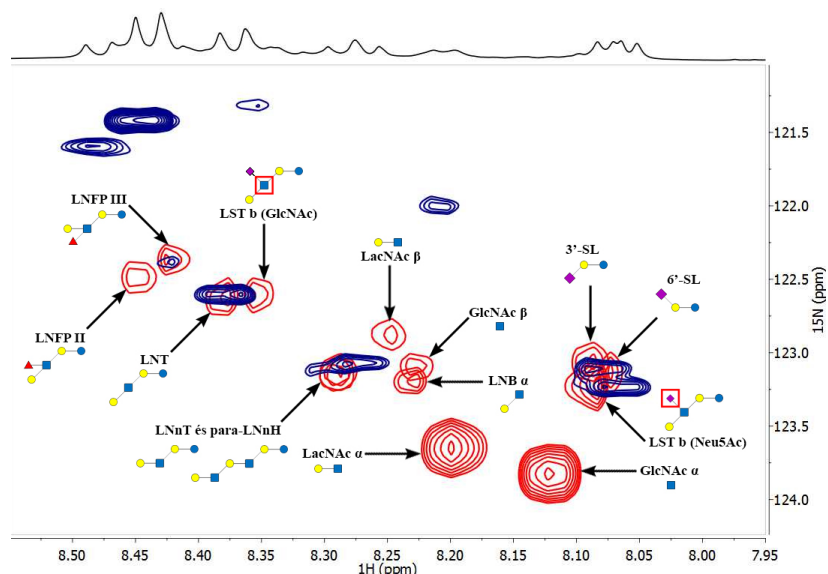 LNFP III
LST b (GlcNAc)
LacNAc β
3'-SL
6'-SL
GlcNAc β
LNFP II
LNT
LNB α
LNnT és para-LNnH
LacNAc α
LST b (Neu5Ac)
GlcNAc α
121.5
122.0
122.5
123.0
123.5
124.0
15N (ppm)
8.50 8.45 8.40 8.35 8.30 8.25 8.20 8.15 8.10 8.05 8.00 7.95
1H (ppm)